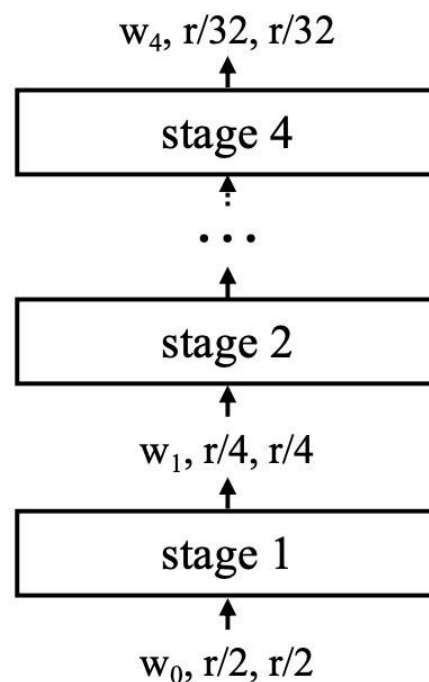 w₄, r/32, r/32
stage 4
...
stage 2
w₁, r/4, r/4
stage 1
w₀, r/2, r/2